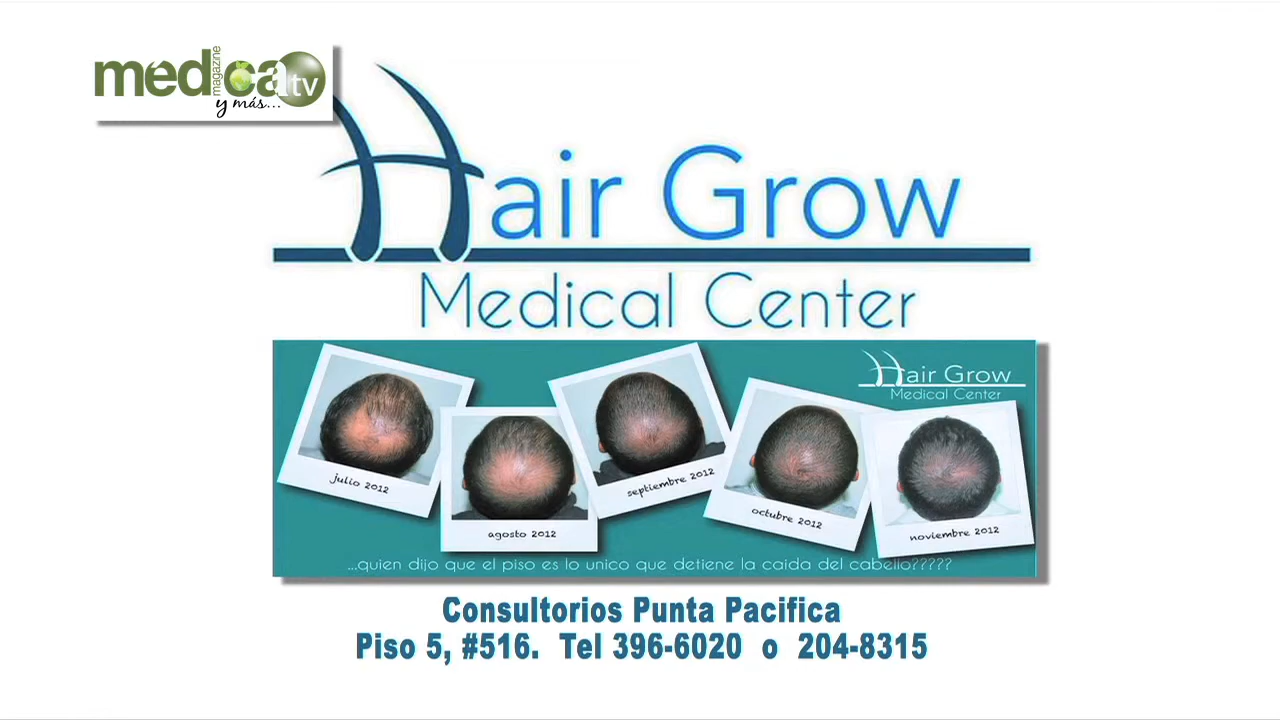 médica tv
magazine
y más...
Hair Grow
Medical Center
Hair Grow
Medical Center
julio 2012
agosto 2012
septiembre 2012
octubre 2012
noviembre 2012
...quien dijo que el piso es lo unico que detiene la caida del cabello?????
Consultorios Punta Pacifica
Piso 5, #516. Tel 396-6020 o 204-8315